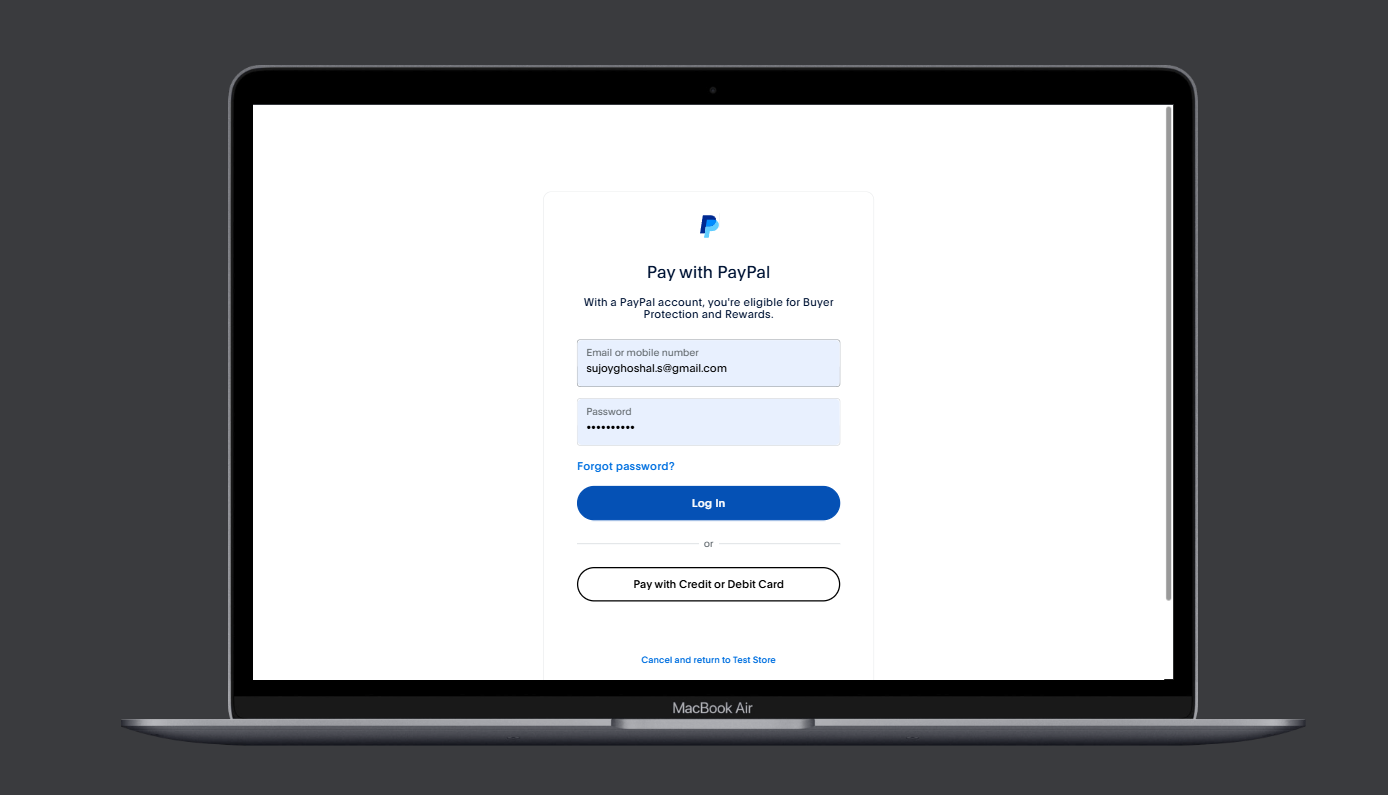 Pay with PayPal
With a PayPal account, you're eligible for Buyer
Protection and Rewards.
Email or mobile number
sujoyghoshal.s@gmail.com
Password
••••••••••
Forgot password?
Log In
or
Pay with Credit or Debit Card
Cancel and return to Test Store
MacBook Air